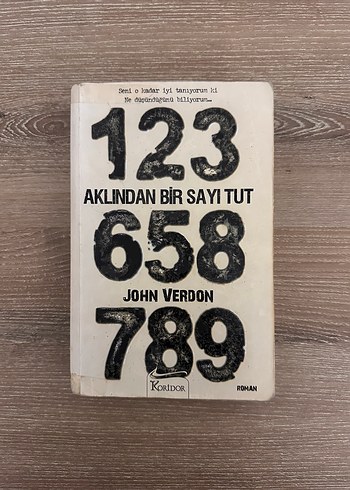 Seni o kadar iyi tanıyorum ki
Ne düşündüğünü biliyorum...
123
AKLINDAN BİR SAYI TUT
658
JOHN VERDON
789
KORİDOR
ROMAN